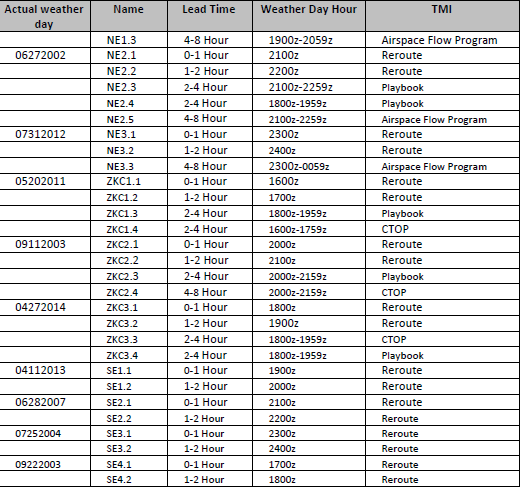 Actual weather day Name Lead Time Weather Day Hour TMI
NE1.3 4-8 Hour 1900z-2059z Airspace Flow Program
06272002 NE2.1 0-1 Hour 2100z Reroute
NE2.2 1-2 Hour 2200z Reroute
NE2.3 2-4 Hour 2100z-2259z Playbook
NE2.4 2-4 Hour 1800z-1959z Playbook
NE2.5 4-8 Hour 2100z-2259z Airspace Flow Program
07312012 NE3.1 0-1 Hour 2300z Reroute
NE3.2 1-2 Hour 2400z Reroute
NE3.3 4-8 Hour 2300z-0059z Airspace Flow Program
05202011 ZKC1.1 0-1 Hour 1600z Reroute
ZKC1.2 1-2 Hour 1700z Reroute
ZKC1.3 2-4 Hour 1800z-1959z Playbook
ZKC1.4 2-4 Hour 1600z-1759z CTOP
09112003 ZKC2.1 0-1 Hour 2000z Reroute
ZKC2.2 1-2 Hour 2100z Reroute
ZKC2.3 2-4 Hour 2000z-2159z Playbook
ZKC2.4 4-8 Hour 2000z-2159z CTOP
04272014 ZKC3.1 0-1 Hour 1800z Reroute
ZKC3.2 1-2 Hour 1900z Reroute
ZKC3.3 2-4 Hour 1800z-1959z CTOP
ZKC3.4 2-4 Hour 1800z-1959z Playbook
04112013 SE1.1 0-1 Hour 1900z Reroute
SE1.2 1-2 Hour 2000z Reroute
06282007 SE2.1 0-1 Hour 2100z Reroute
SE2.2 1-2 Hour 2200z Reroute
07252004 SE3.1 0-1 Hour 2300z Reroute
SE3.2 1-2 Hour 2400z Reroute
09222003 SE4.1 0-1 Hour 1700z Reroute
SE4.2 1-2 Hour 1800z Reroute